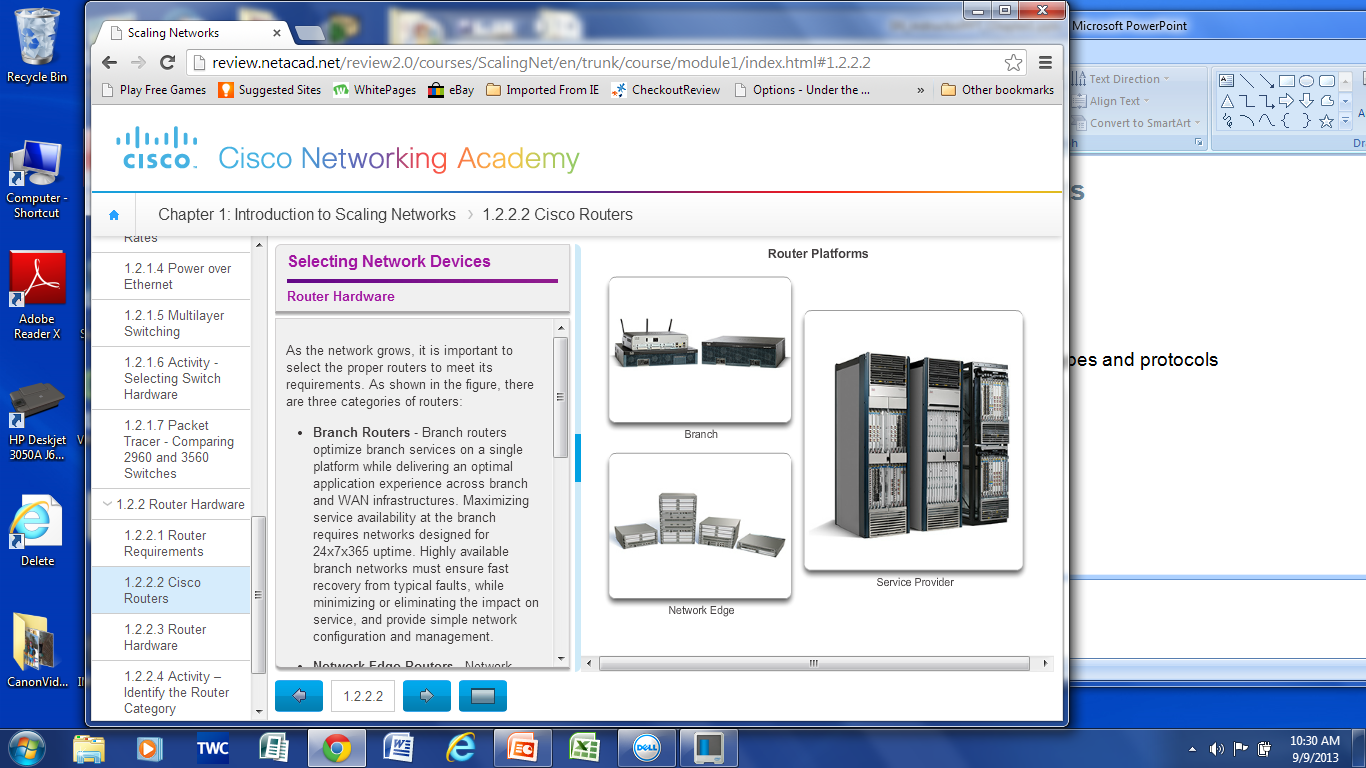 Recycle Bin
Computer -
Shortcut
Adobe
Reader X
HP Deskjet
3050A J6...
Delete
CanonVid...
Scaling Networks
review.netacad.net/review2.0/courses/ScalingNet/en/trunk/course/module1/index.html#1.2.2.2
Play Free Games
Suggested Sites
WhitePages
eBay
Imported From IE
CheckoutReview
Options - Under the ...
»
Other bookmarks
CISCO
Cisco Networking Academy
Chapter 1: Introduction to Scaling Networks › 1.2.2.2 Cisco Routers
Rates
1.2.1.4 Power over
Ethernet
1.2.1.5 Multilayer
Switching
1.2.1.6 Activity -
Selecting Switch
Hardware
1.2.1.7 Packet
Tracer - Comparing
2960 and 3560
Switches
1.2.2 Router Hardware
1.2.2.1 Router
Requirements
1.2.2.2 Cisco
Routers
1.2.2.3 Router
Hardware
1.2.2.4 Activity –
Identify the Router
Category
Selecting Network Devices
Router Hardware
As the network grows, it is important to
select the proper routers to meet its
requirements. As shown in the figure, there
are three categories of routers:
• Branch Routers - Branch routers
optimize branch services on a single
platform while delivering an optimal
application experience across branch
and WAN infrastructures. Maximizing
service availability at the branch
requires networks designed for
24x7x365 uptime. Highly available
branch networks must ensure fast
recovery from typical faults, while
minimizing or eliminating the impact on
service, and provide simple network
configuration and management.
• Network Edge Routers - Network
1.2.2.2
Router Platforms
Branch
Network Edge
Service Provider
Microsoft PowerPoint
Text Direction
Align Text
Convert to SmartArt
h
Dr
s
pes and protocols
TWC
DELL
10:30 AM
9/9/2013